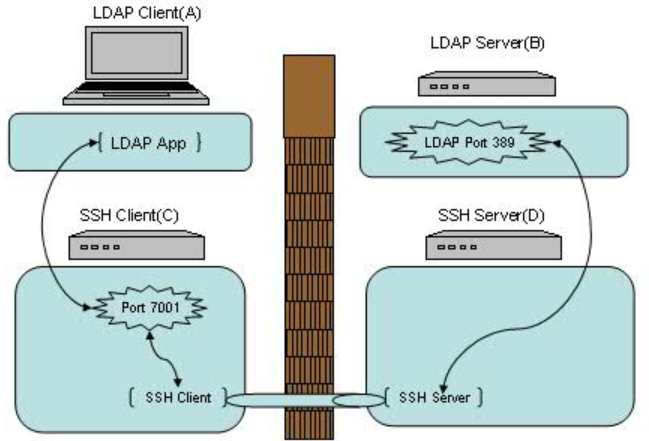 LDAP Client(A)
LDAP Server(B)
{ LDAP App }
LDAP Port 389
SSH Client(C)
SSH Server(D)
Port 7001
{ SSH Client }
{ SSH Server }